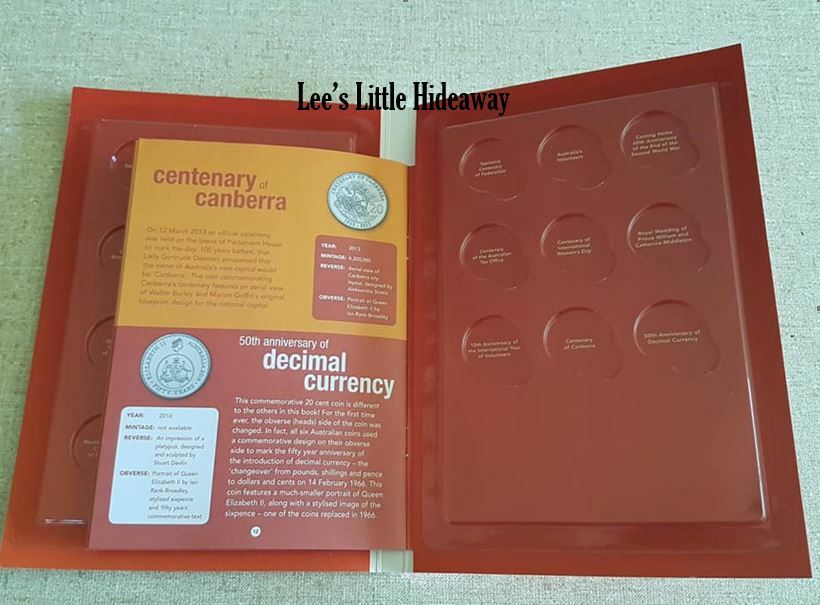 Lee's Little Hideaway
centenary of
canberra
On 12 March 2013 an official ceremony
was held on the lawns of Parliament House
to mark the day, 100 years before, that
Lady Gertrude Denman announced that
the name of Australia's new capital would
be 'Canberra'. The coin commemorating
Canberra's centenary features an aerial view
of Walter Burley and Marion Griffin's original
blueprint design for the national capital.
CENTENARY OF CANBERRA
20
YEAR: 2013
MINTAGE: 6,200,000
REVERSE: Aerial view of
Canberra city
layout, designed by
Aleksandra Stokic
OBVERSE: Portrait of Queen
Elizabeth II by
Ian Rank-Broadley
50th anniversary of
decimal
currency
YEAR: 2016
MINTAGE: not available
REVERSE: An impression of a
platypus, designed
and sculpted by
Stuart Devlin
OBVERSE: Portrait of Queen
Elizabeth II by Ian
Rank-Broadley,
stylised sixpence
and 'fifty years'
commemorative text
This commemorative 20 cent coin is different
to the others in this book! For the first time
ever, the obverse (heads) side of the coin was
changed. In fact, all six Australian coins used
a commemorative design on their obverse
side to mark the fifty year anniversary of
the introduction of decimal currency – the
'changeover' from pounds, shillings and pence
to dollars and cents on 14 February 1966. This
coin features a much-smaller portrait of Queen
Elizabeth II, along with a stylised image of the
sixpence – one of the coins replaced in 1966.
12
Tasmania
Centenary
of Federation
Australia's
Volunteers
Coming Home
60th Anniversary
of the End of the
Second World War
Centenary
of the Australian
Tax Office
Centenary of
International
Women's Day
Royal Wedding of
Prince William and
Catherine Middleton
10th Anniversary of
the International Year
of Volunteers
Centenary
of Canberra
50th Anniversary of
Decimal Currency